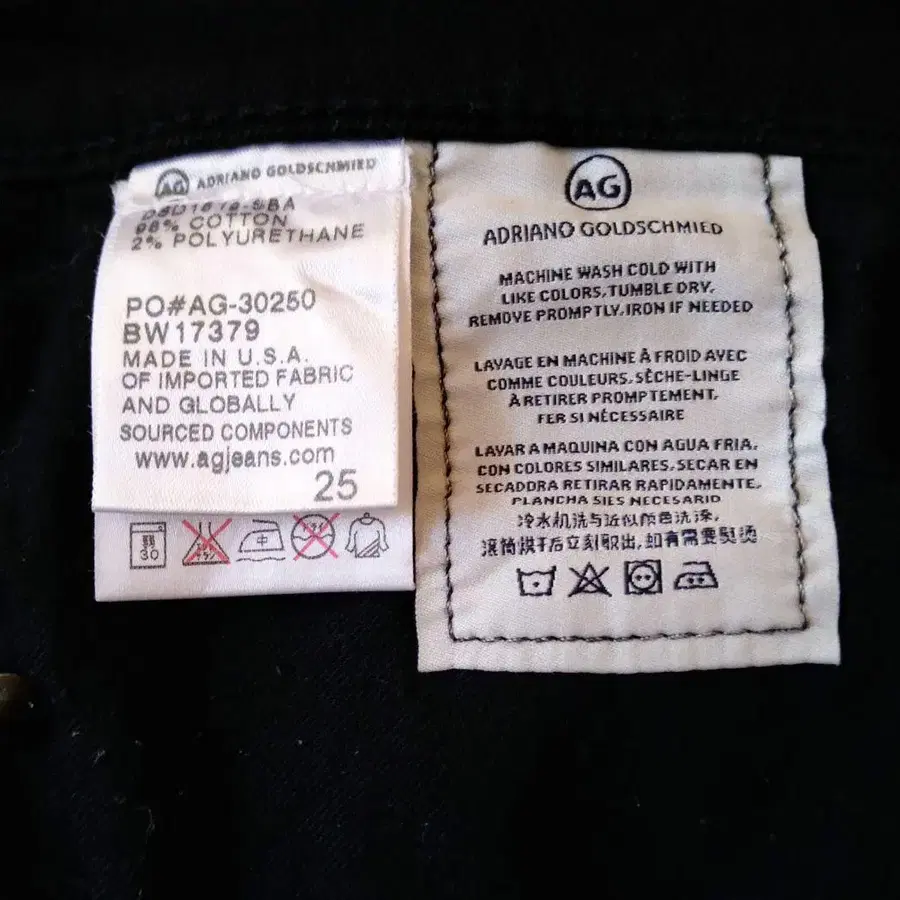 AG ADRIANO GOLDSCHMIED
98% COTTON
2% POLYURETHANE
PO#AG-30250
BW17379
MADE IN U.S.A.
OF IMPORTED FABRIC
AND GLOBALLY
SOURCED COMPONENTS
www.agjeans.com
25
30
中
AG
ADRIANO GOLDSCHMIED
MACHINE WASH COLD WITH
LIKE COLORS, TUMBLE DRY.
REMOVE PROMPTLY. IRON IF NEEDED
LAVAGE EN MACHINE À FROID AVEC
COMME COULEURS. SÈCHE-LINGE
À RETIRER PROMPTEMENT.
FER SI NÉCESSAIRE
LAVAR A MAQUINA CON AGUA FRIA.
CON COLORES SIMILARES. SECAR EN
SECADORA RETIRAR RAPIDAMENTE.
PLANCHA SIES NECESARIO
冷水机洗与近似颜色洗涤,
滚筒烘干后立刻取出,如有需要熨烫